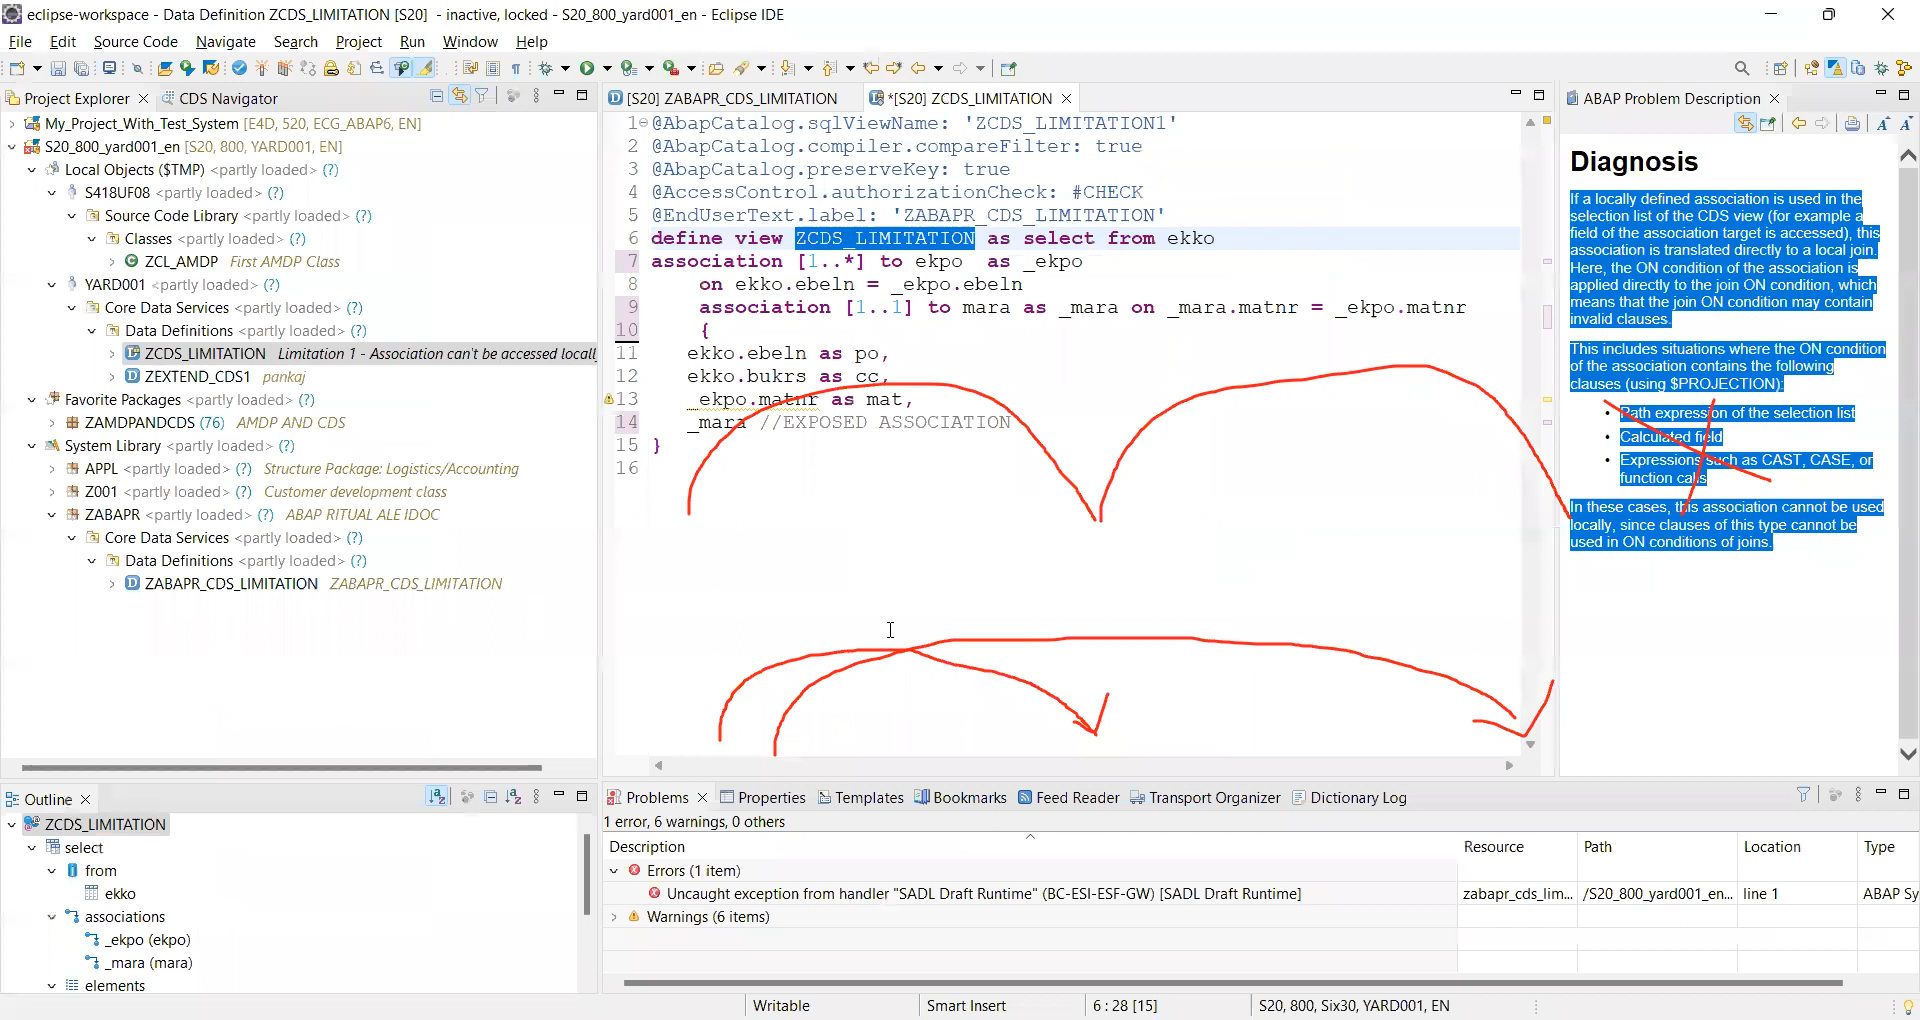 eclipse-workspace - Data Definition ZCDS_LIMITATION [S20] - inactive, locked - S20_800_yard001_en - Eclipse IDE
File Edit Source Code Navigate Search Project Run Window Help
Project Explorer CDS Navigator
My_Project_With_Test_System [E4D, 520, ECG_ABAP6, EN]
S20_800_yard001_en [S20, 800, YARD001, EN]
Local Objects ($TMP) <partly loaded> (?)
S418UF08 <partly loaded> (?)
Source Code Library <partly loaded> (?)
Classes <partly loaded> (?)
ZCL_AMDP First AMDP Class
YARD001 <partly loaded> (?)
Core Data Services <partly loaded> (?)
Data Definitions <partly loaded> (?)
ZCDS_LIMITATION Limitation 1 - Association can't be accessed locall
ZEXTEND_CDS1 pankaj
Favorite Packages <partly loaded> (?)
ZAMDPANDCDS (76) AMDP AND CDS
System Library <partly loaded> (?)
APPL <partly loaded> (?) Structure Package: Logistics/Accounting
Z001 <partly loaded> (?) Customer development class
ZABAPR <partly loaded> (?) ABAP RITUAL ALE IDOC
Core Data Services <partly loaded> (?)
Data Definitions <partly loaded> (?)
ZABAPR_CDS_LIMITATION ZABAPR_CDS_LIMITATION
[S20] ZABAPR_CDS_LIMITATION *[S20] ZCDS_LIMITATION
1 @AbapCatalog.sqlViewName: 'ZCDS_LIMITATION1'
2 @AbapCatalog.compiler.compareFilter: true
3 @AbapCatalog.preserveKey: true
4 @AccessControl.authorizationCheck: #CHECK
5 @EndUserText.label: 'ZABAPR_CDS_LIMITATION'
6 define view ZCDS_LIMITATION as select from ekko
7 association [1..*] to ekpo as _ekpo
8 on ekko.ebeln = _ekpo.ebeln
9 association [1..1] to mara as _mara on _mara.matnr = _ekpo.matnr
10 {
11 ekko.ebeln as po,
12 ekko.bukrs as cc,
13 _ekpo.matnr as mat,
14 _mara //EXPOSED ASSOCIATION
15 }
16
ABAP Problem Description
Diagnosis
If a locally defined association is used in the
selection list of the CDS view (for example a
field of the association target is accessed), this
association is translated directly to a local join.
Here, the ON condition of the association is
applied directly to the join ON condition, which
means that the join ON condition may contain
invalid clauses.
This includes situations where the ON condition
of the association contains the following
clauses (using $PROJECTION):
• Path expression of the selection list
• Calculated field
• Expressions such as CAST, CASE, or
function calls
In these cases, this association cannot be used
locally, since clauses of this type cannot be
used in ON conditions of joins.
Outline
ZCDS_LIMITATION
select
from
ekko
associations
_ekpo (ekpo)
_mara (mara)
elements
Problems Properties Templates Bookmarks Feed Reader Transport Organizer Dictionary Log
1 error, 6 warnings, 0 others
Description Resource Path Location Type
Errors (1 item)
Uncaught exception from handler "SADL Draft Runtime" (BC-ESI-ESF-GW) [SADL Draft Runtime] zabapr_cds_lim... /S20_800_yard001_en... line 1 ABAP Sy
Warnings (6 items)
Writable Smart Insert 6 : 28 [15] S20, 800, Six30, YARD001, EN